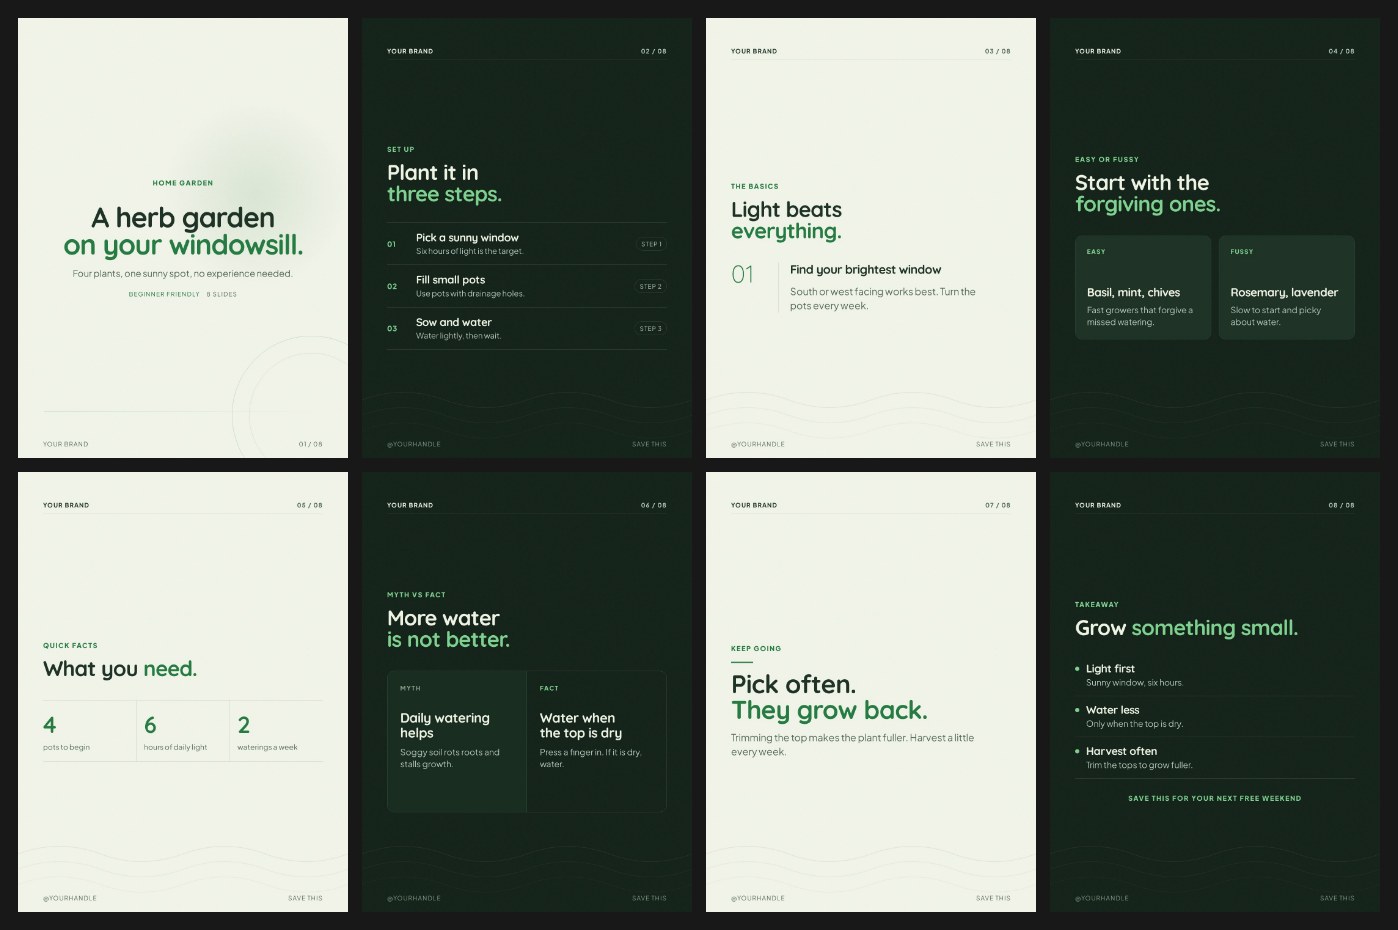 HOME GARDEN
A herb garden
on your windowsill.
Four plants, one sunny spot, no experience needed.
BEGINNER FRIENDLY 8 SLIDES
YOUR BRAND 01 / 08
YOUR BRAND 02 / 08
SET UP
Plant it in
three steps.
01 Pick a sunny window STEP 1
Six hours of light is the target.
02 Fill small pots STEP 2
Use pots with drainage holes.
03 Sow and water STEP 3
Water lightly, then wait.
@YOURHANDLE SAVE THIS
YOUR BRAND 03 / 08
THE BASICS
Light beats
everything.
01 Find your brightest window
South or west facing works best. Turn the
pots every week.
@YOURHANDLE SAVE THIS
YOUR BRAND 04 / 08
EASY OR FUSSY
Start with the
forgiving ones.
EASY
Basil, mint, chives
Fast growers that forgive a
missed watering.
FUSSY
Rosemary, lavender
Slow to start and picky
about water.
@YOURHANDLE SAVE THIS
YOUR BRAND 05 / 08
QUICK FACTS
What you need.
4
pots to begin
6
hours of daily light
2
waterings a week
@YOURHANDLE SAVE THIS
YOUR BRAND 06 / 08
MYTH VS FACT
More water
is not better.
MYTH
Daily watering
helps
Soggy soil rots roots and
stalls growth.
FACT
Water when
the top is dry
Press a finger in. If it is dry,
water.
@YOURHANDLE SAVE THIS
YOUR BRAND 07 / 08
KEEP GOING
Pick often.
They grow back.
Trimming the top makes the plant fuller. Harvest a little
every week.
@YOURHANDLE SAVE THIS
YOUR BRAND 08 / 08
TAKEAWAY
Grow something small.
Light first
Sunny window, six hours.
Water less
Only when the top is dry.
Harvest often
Trim the tops to grow fuller.
SAVE THIS FOR YOUR NEXT FREE WEEKEND
@YOURHANDLE SAVE THIS